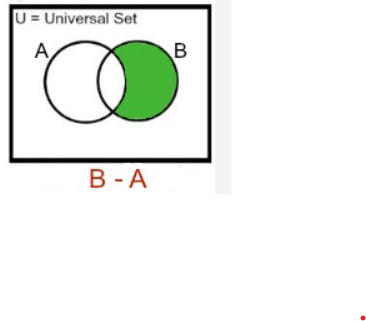 U = Universal Set
A
B
B - A